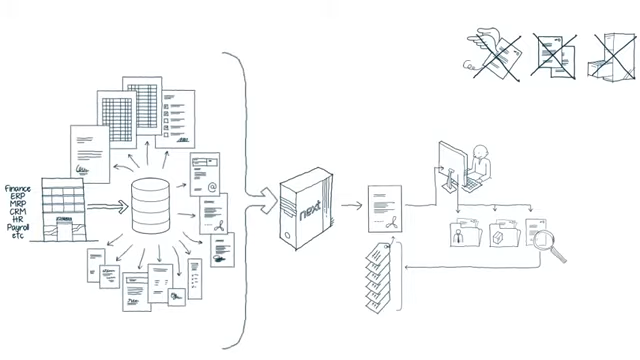 Finance
ERP
MRP
CRM
HR
Payroll
etc
next
@